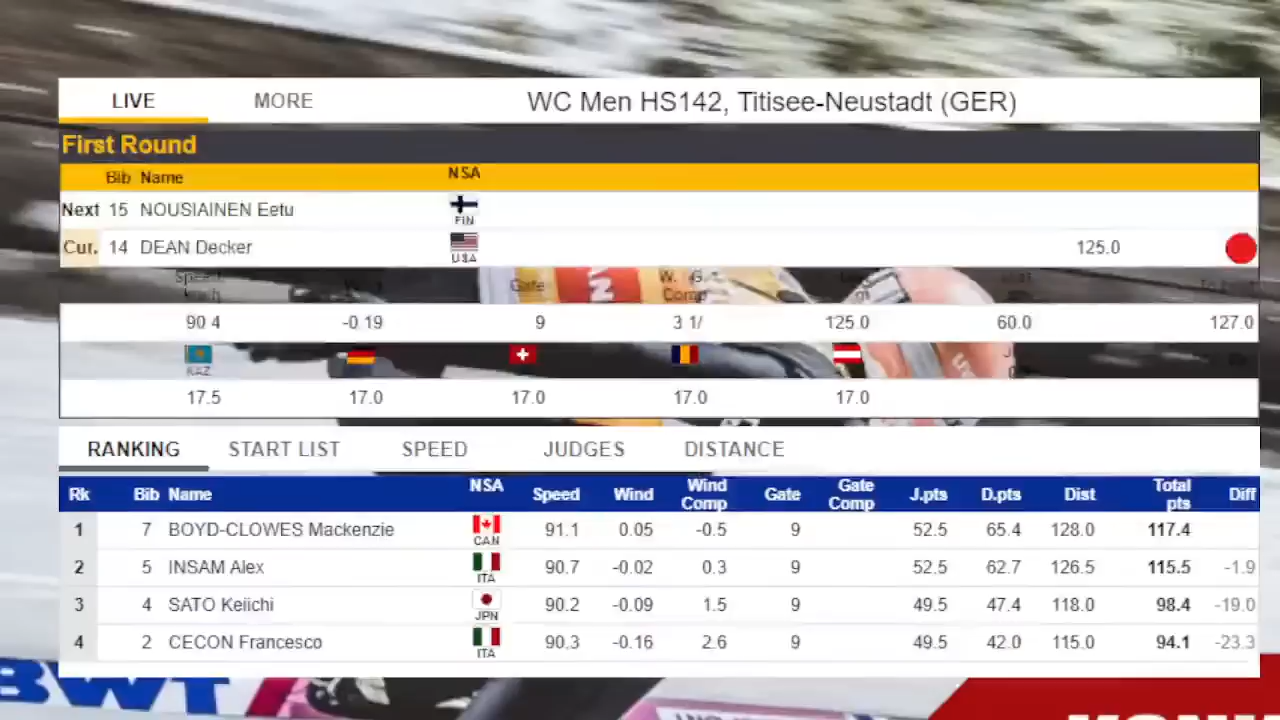 LIVE MORE WC Men HS142, Titisee-Neustadt (GER)
First Round
Bib Name NSA
Next 15 NOUSIAINEN Eetu FIN
Cur. 14 DEAN Decker USA 125.0
Gate W. G. Comp
90 4 -0.19 9 3 1/ 125.0 60.0 127.0
KAZ
17.5 17.0 17.0 17.0 17.0
RANKING START LIST SPEED JUDGES DISTANCE
Rk Bib Name NSA Speed Wind Wind Comp Gate Gate Comp J.pts D.pts Dist Total pts Diff
1 7 BOYD-CLOWES Mackenzie CAN 91.1 0.05 -0.5 9 52.5 65.4 128.0 117.4
2 5 INSAM Alex ITA 90.7 -0.02 0.3 9 52.5 62.7 126.5 115.5 -1.9
3 4 SATO Keiichi JPN 90.2 -0.09 1.5 9 49.5 47.4 118.0 98.4 -19.0
4 2 CECON Francesco ITA 90.3 -0.16 2.6 9 49.5 42.0 115.0 94.1 -23.3
BWT